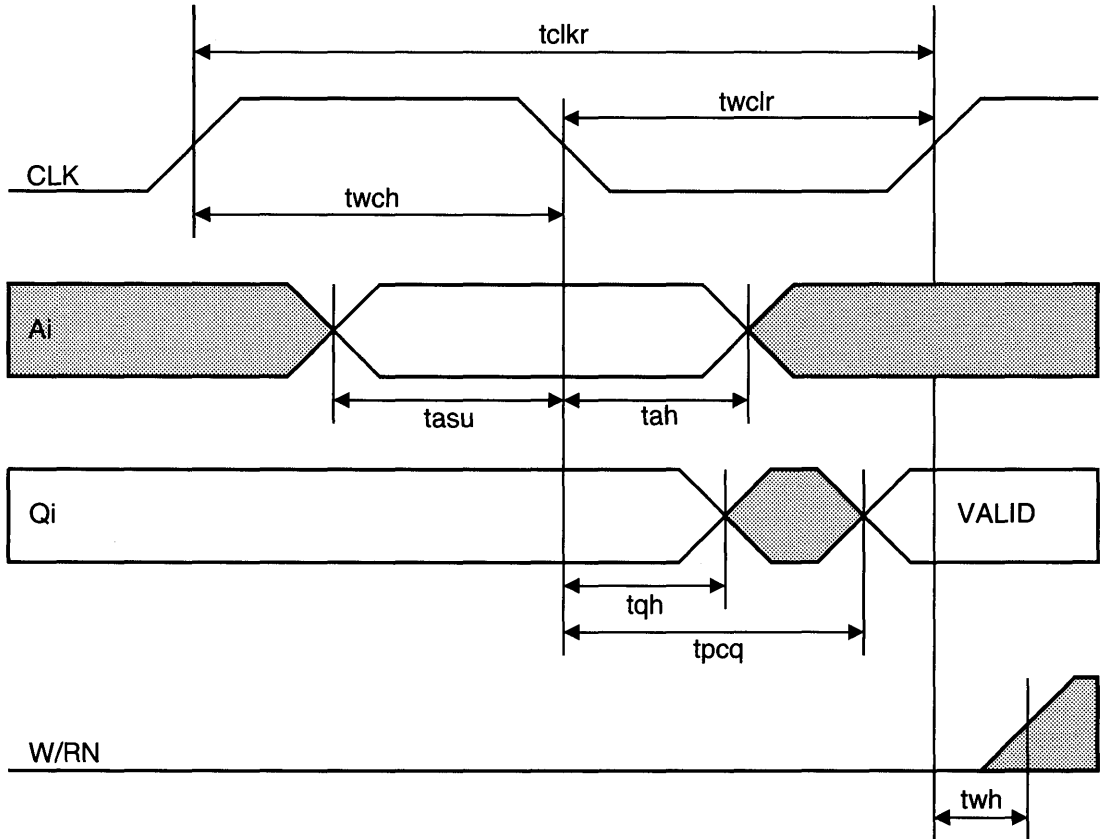 tclkr
twclr
CLK
twch
Ai
tasu
tah
Qi
VALID
tqh
tpcq
W/RN
twh